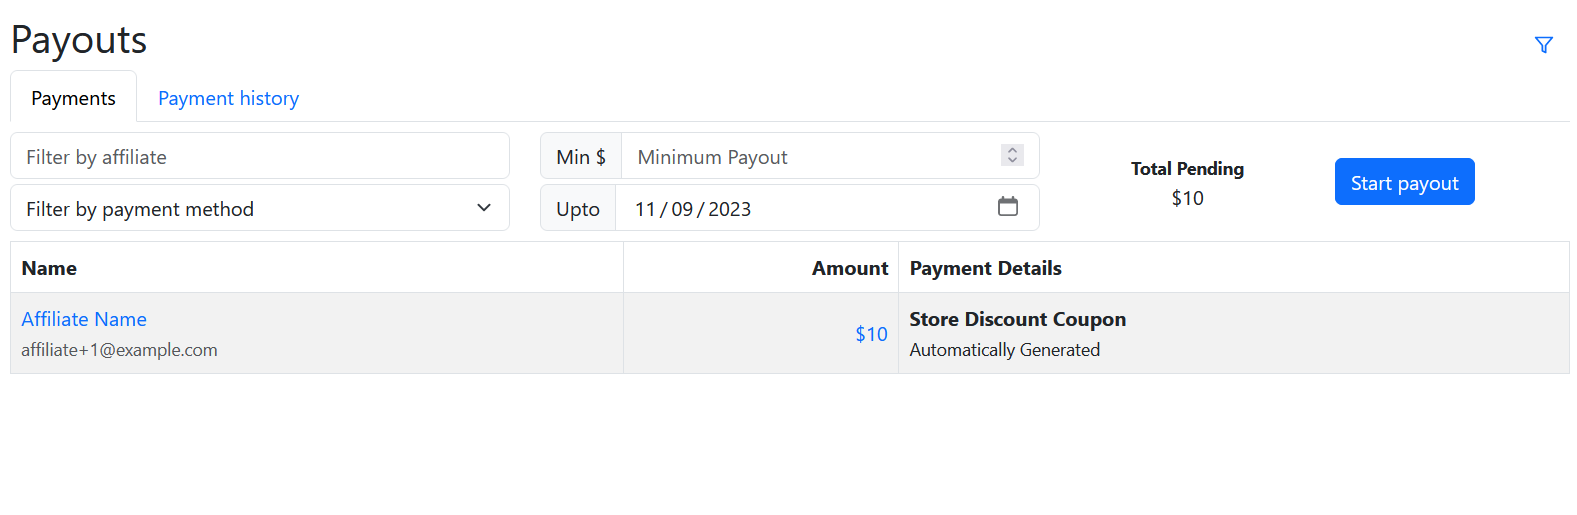 Payouts
Payments
Payment history
Filter by affiliate
Min $
Minimum Payout
Filter by payment method
Upto
11/09/2023
Total Pending
$10
Start payout
Name
Amount
Payment Details
Affiliate Name
affiliate+1@example.com
$10
Store Discount Coupon
Automatically Generated